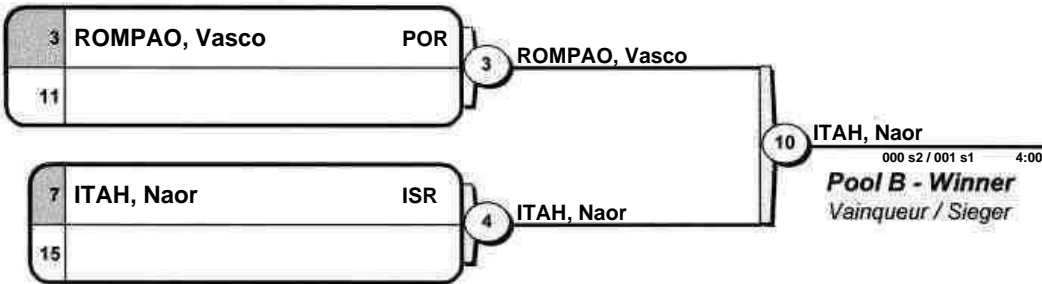 3 ROMPAO, Vasco POR
11
3
ROMPAO, Vasco
7 ITAH, Naor ISR
15
4
ITAH, Naor
10
ITAH, Naor
000 s2 / 001 s1 4:00
Pool B - Winner
Vainqueur / Sieger